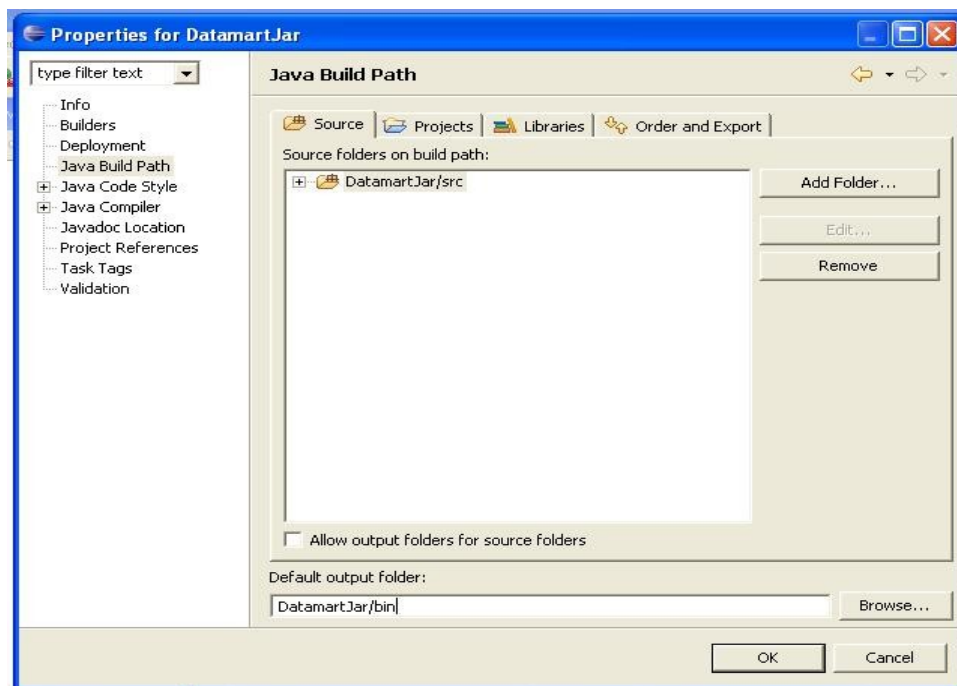 Properties for DatamartJar
type filter text
Info
Builders
Deployment
Java Build Path
Java Code Style
Java Compiler
Javadoc Location
Project References
Task Tags
Validation
Java Build Path
Source
Projects
Libraries
Order and Export
Source folders on build path:
DatamartJar/src
Add Folder...
Edit...
Remove
Allow output folders for source folders
Default output folder:
DatamartJar/bin
Browse...
OK
Cancel